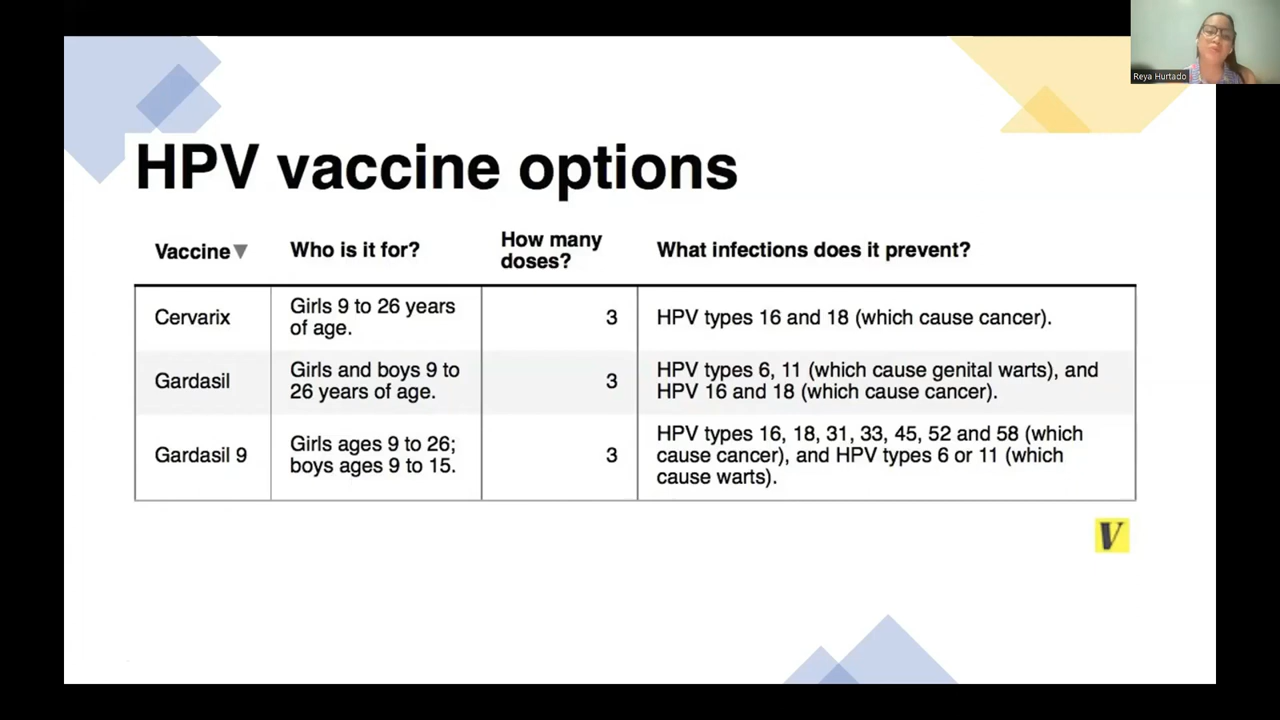 Reya Hurtado
HPV vaccine options
Vaccine▼
Who is it for?
How many
doses?
What infections does it prevent?
Cervarix
Girls 9 to 26 years
of age.
3
HPV types 16 and 18 (which cause cancer).
Gardasil
Girls and boys 9 to
26 years of age.
3
HPV types 6, 11 (which cause genital warts), and
HPV 16 and 18 (which cause cancer).
Gardasil 9
Girls ages 9 to 26;
boys ages 9 to 15.
3
HPV types 16, 18, 31, 33, 45, 52 and 58 (which
cause cancer), and HPV types 6 or 11 (which
cause warts).
V